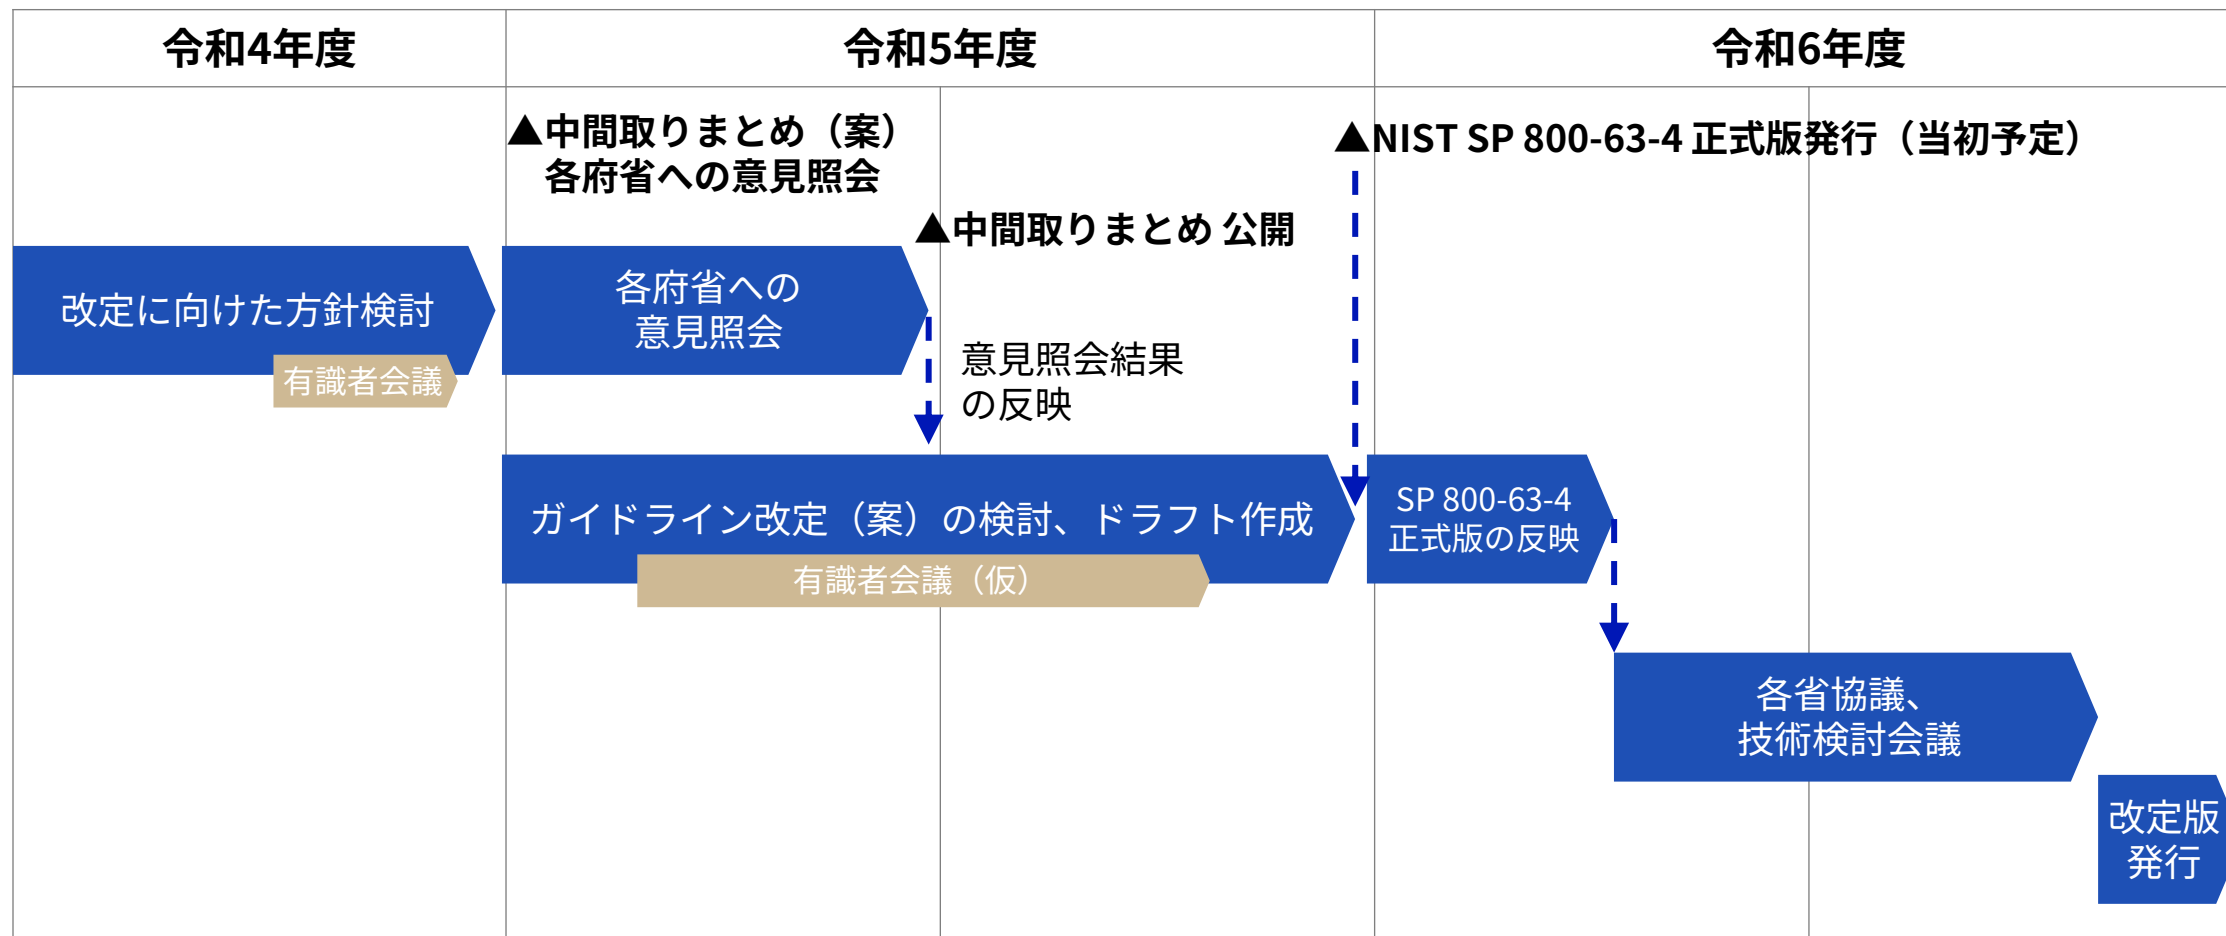 令和4年度
令和5年度
令和6年度
▲中間取りまとめ（案）
各府省への意見照会
▲NIST SP 800-63-4 正式版発行（当初予定）
▲中間取りまとめ 公開
改定に向けた方針検討
有識者会議
各府省への
意見照会
意見照会結果
の反映
ガイドライン改定（案）の検討、ドラフト作成
有識者会議（仮）
SP 800-63-4
正式版の反映
各省協議、
技術検討会議
改定版
発行